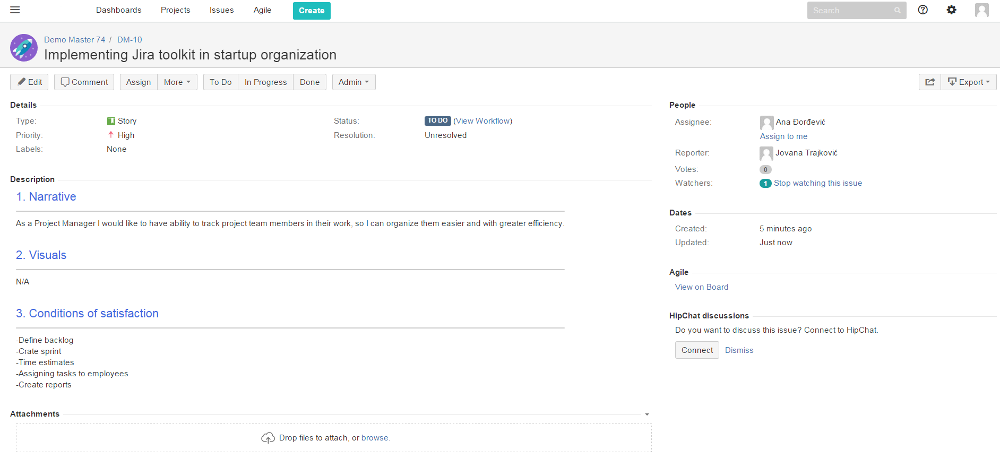 Dashboards Projects Issues Agile Create Search
Demo Master 74 / DM-10
Implementing Jira toolkit in startup organization
Edit Comment Assign More To Do In Progress Done Admin Export
Details
Type: Story
Priority: High
Labels: None
Status: TO DO (View Workflow)
Resolution: Unresolved
Description
1. Narrative
As a Project Manager I would like to have ability to track project team members in their work, so I can organize them easier and with greater efficiency.
2. Visuals
N/A
3. Conditions of satisfaction
-Define backlog
-Crate sprint
-Time estimates
-Assigning tasks to employees
-Create reports
Attachments
Drop files to attach, or browse.
People
Assignee: Ana Đorđević
Assign to me
Reporter: Jovana Trajković
Votes: 0
Watchers: 1 Stop watching this issue
Dates
Created: 5 minutes ago
Updated: Just now
Agile
View on Board
HipChat discussions
Do you want to discuss this issue? Connect to HipChat.
Connect Dismiss